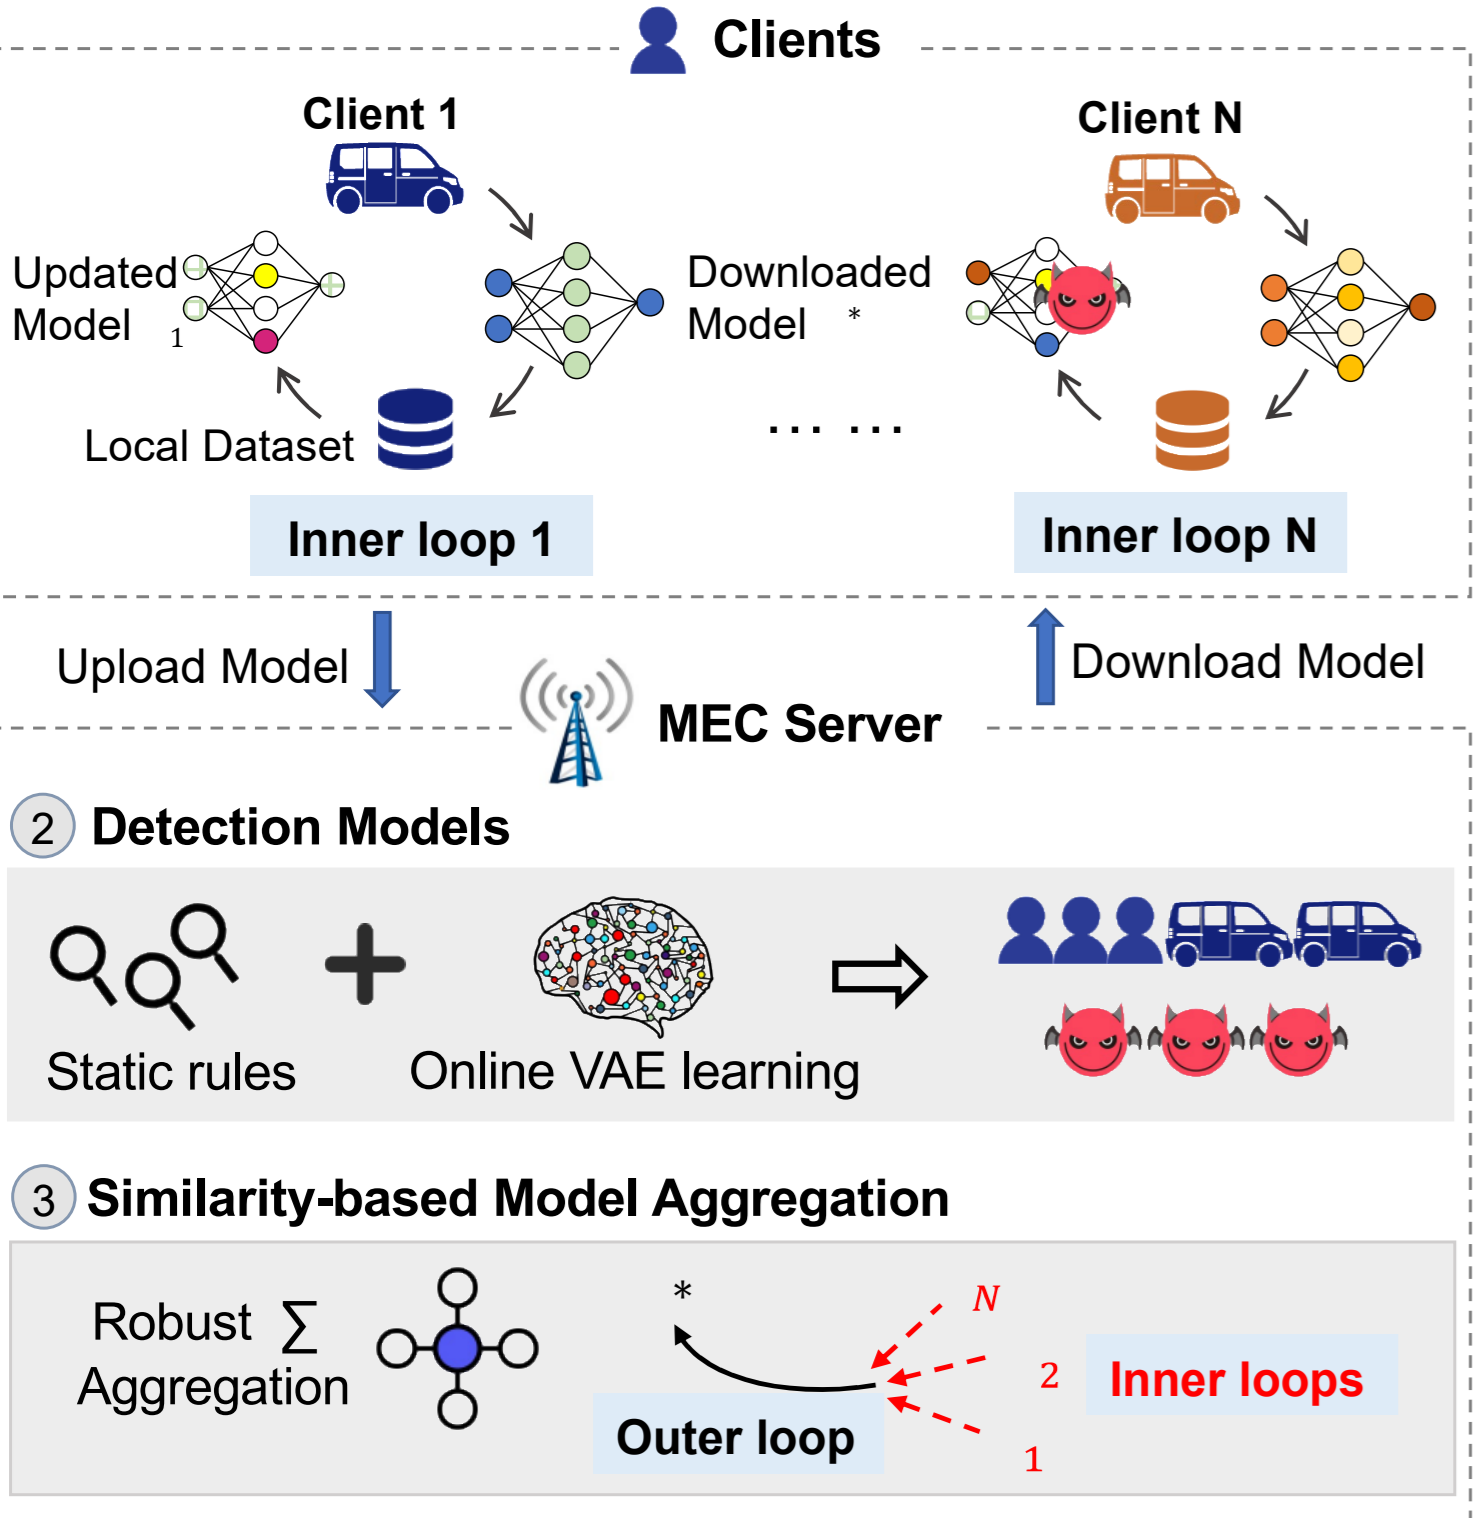 Clients
Client 1
Client N
Updated
Model 1
Downloaded
Model *
Local Dataset
… …
Inner loop 1
Inner loop N
Upload Model
Download Model
MEC Server
2 Detection Models
Static rules
Online VAE learning
3 Similarity-based Model Aggregation
Robust ∑
Aggregation
*
N
2
1
Inner loops
Outer loop